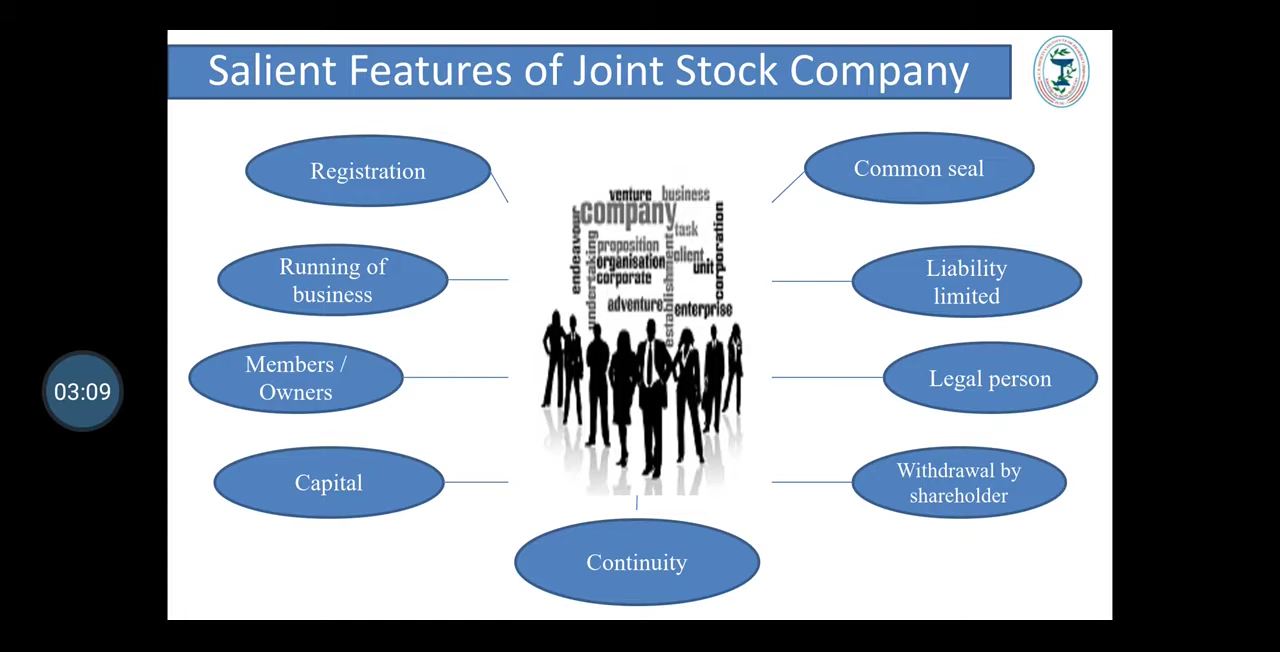 Salient Features of Joint Stock Company
Registration
Common seal
Running of
business
Liability
limited
Members /
Owners
Legal person
Capital
Withdrawal by
shareholder
Continuity
venture business
company
task
endeavour
undertaking
proposition
organisation
corporate
client
unit
corporation
establishment
adventure
enterprise
03:09